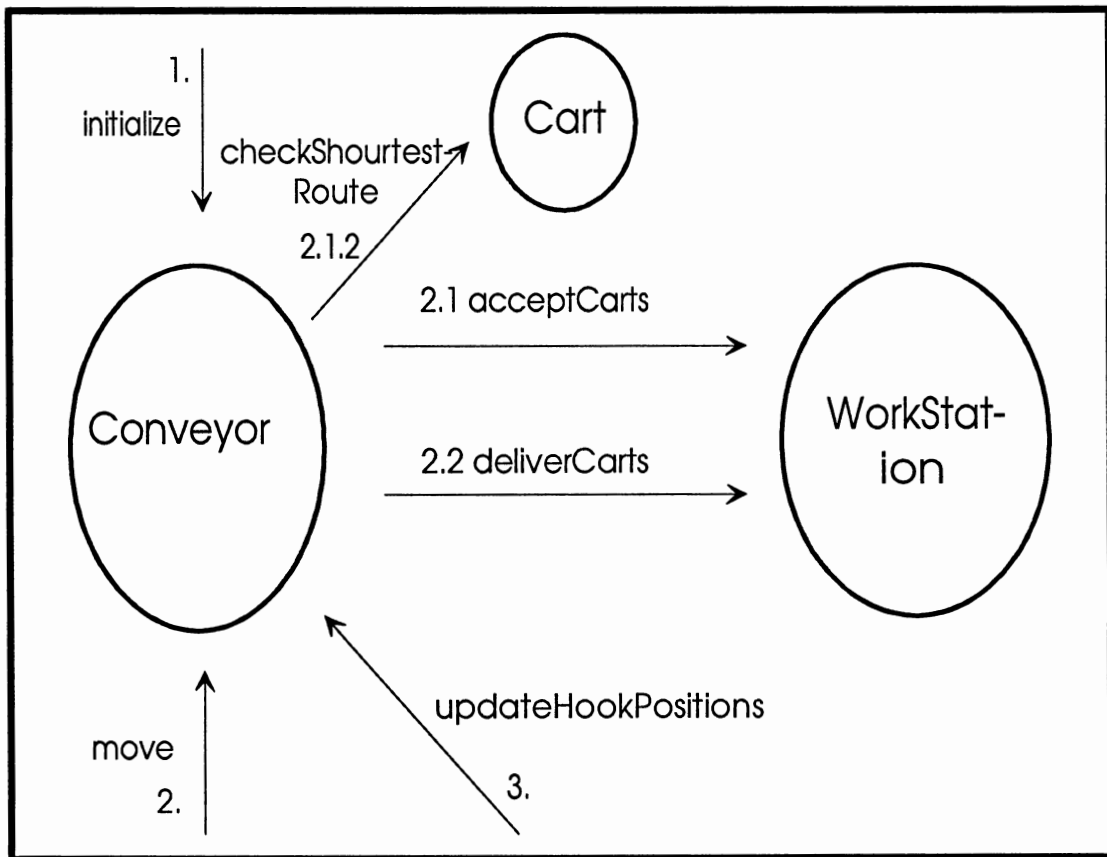 1.
initialize
Cart
checkShourtest-
Route
2.1.2
2.1 acceptCarts
Conveyor
WorkStat-
ion
2.2 deliverCarts
updateHookPositions
move
2.
3.